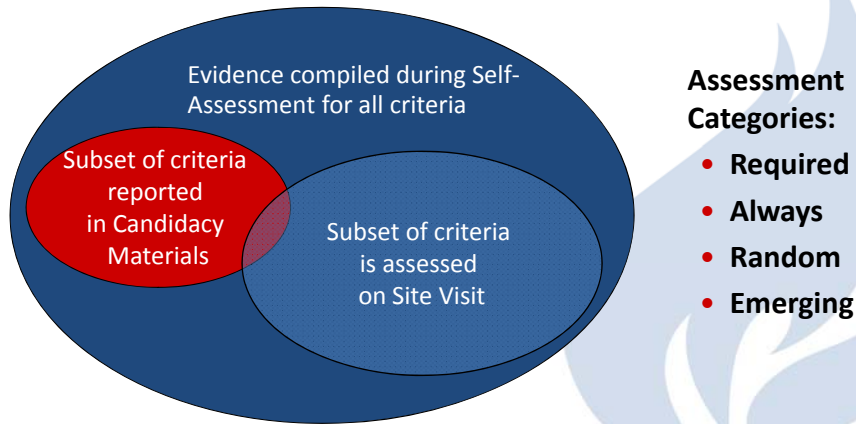 Evidence compiled during Self-
Assessment for all criteria
Subset of criteria
reported
in Candidacy
Materials
Subset of criteria
is assessed
on Site Visit
Assessment
Categories:
• Required
• Always
• Random
• Emerging